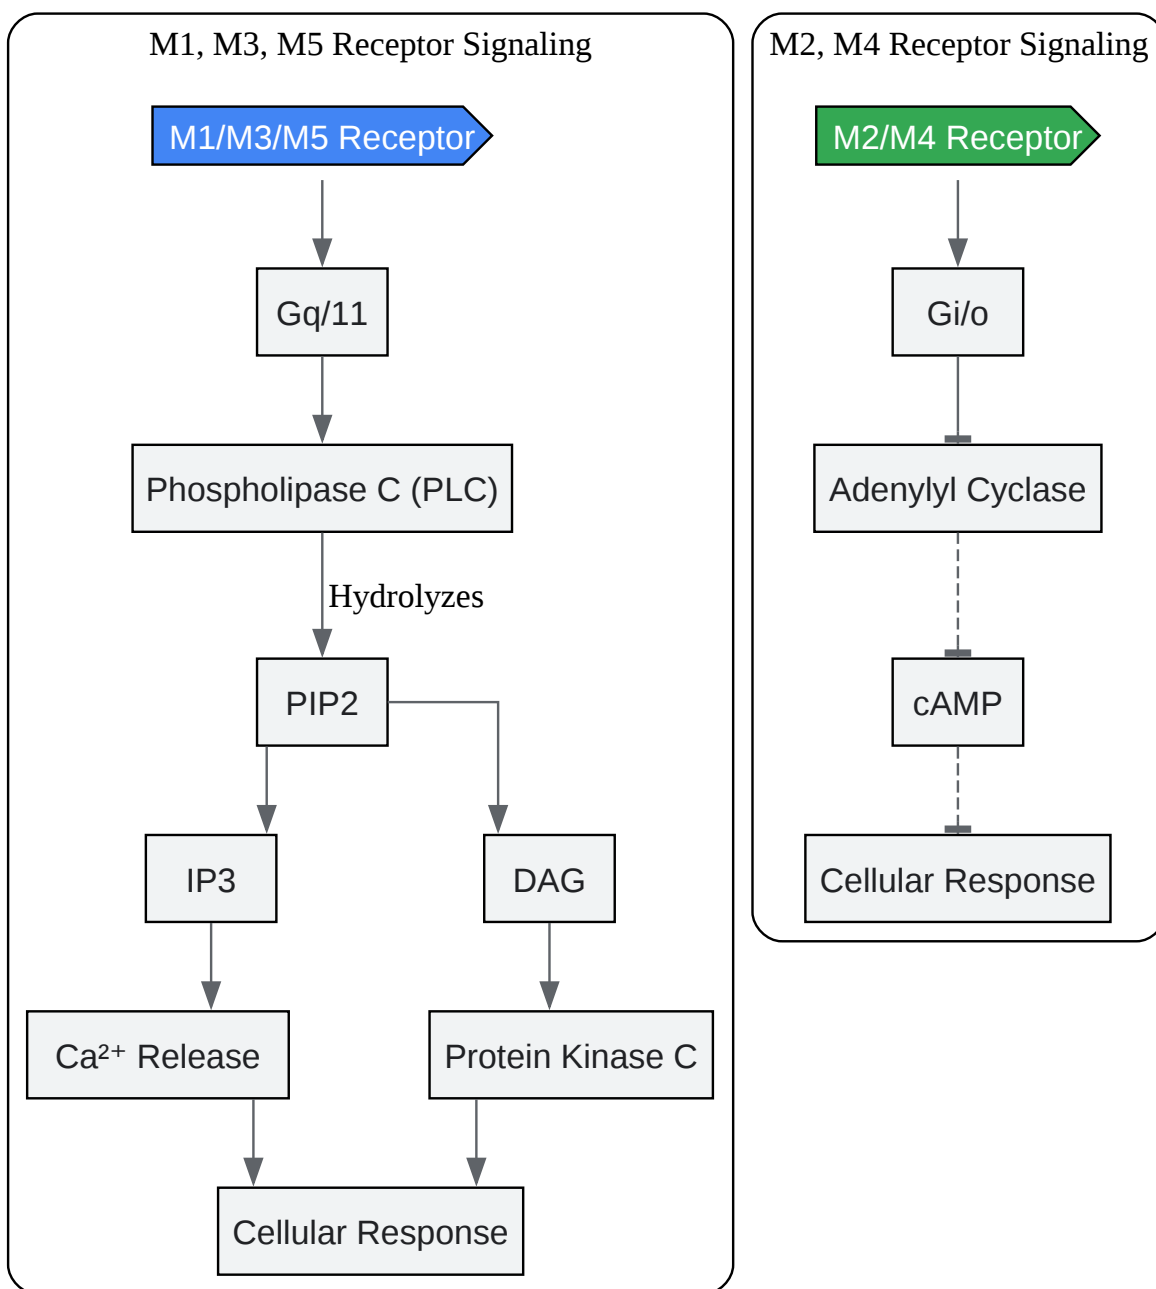 M1, M3, M5 Receptor Signaling
M1/M3/M5 Receptor
Gq/11
Phospholipase C (PLC)
Hydrolyzes
PIP2
IP3
DAG
Ca²⁺ Release
Protein Kinase C
Cellular Response
M2, M4 Receptor Signaling
M2/M4 Receptor
Gi/o
Adenylyl Cyclase
cAMP
Cellular Response